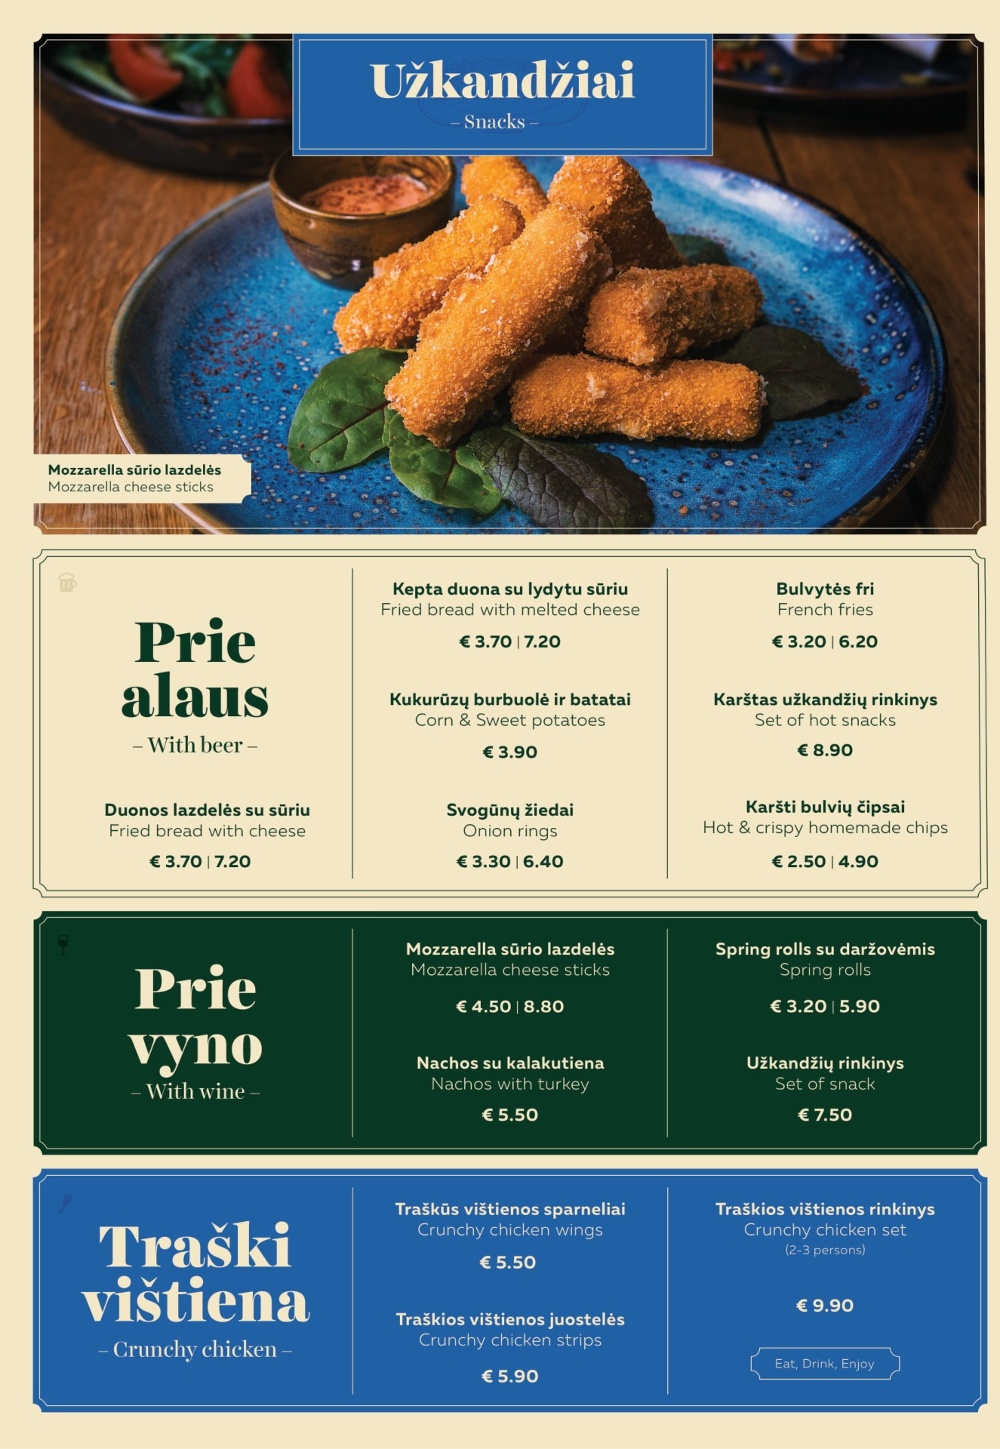 Užkandžiai
– Snacks –
Mozzarella sūrio lazdelės
Mozzarella cheese sticks
Prie
alaus
– With beer –
Duonos lazdelės su sūriu
Fried bread with cheese
€ 3.70 | 7.20
Kepta duona su lydytu sūriu
Fried bread with melted cheese
€ 3.70 | 7.20
Kukurūzų burbuolė ir batatai
Corn & Sweet potatoes
€ 3.90
Svogūnų žiedai
Onion rings
€ 3.30 | 6.40
Bulvytės fri
French fries
€ 3.20 | 6.20
Karštas užkandžių rinkinys
Set of hot snacks
€ 8.90
Karšti bulvių čipsai
Hot & crispy homemade chips
€ 2.50 | 4.90
Prie
vyno
– With wine –
Mozzarella sūrio lazdelės
Mozzarella cheese sticks
€ 4.50 | 8.80
Nachos su kalakutiena
Nachos with turkey
€ 5.50
Spring rolls su daržovėmis
Spring rolls
€ 3.20 | 5.90
Užkandžių rinkinys
Set of snack
€ 7.50
Traški
vištiena
– Crunchy chicken –
Traškūs vištienos sparneliai
Crunchy chicken wings
€ 5.50
Traškios vištienos juostelės
Crunchy chicken strips
€ 5.90
Traškios vištienos rinkinys
Crunchy chicken set
(2-3 persons)
€ 9.90
Eat, Drink, Enjoy